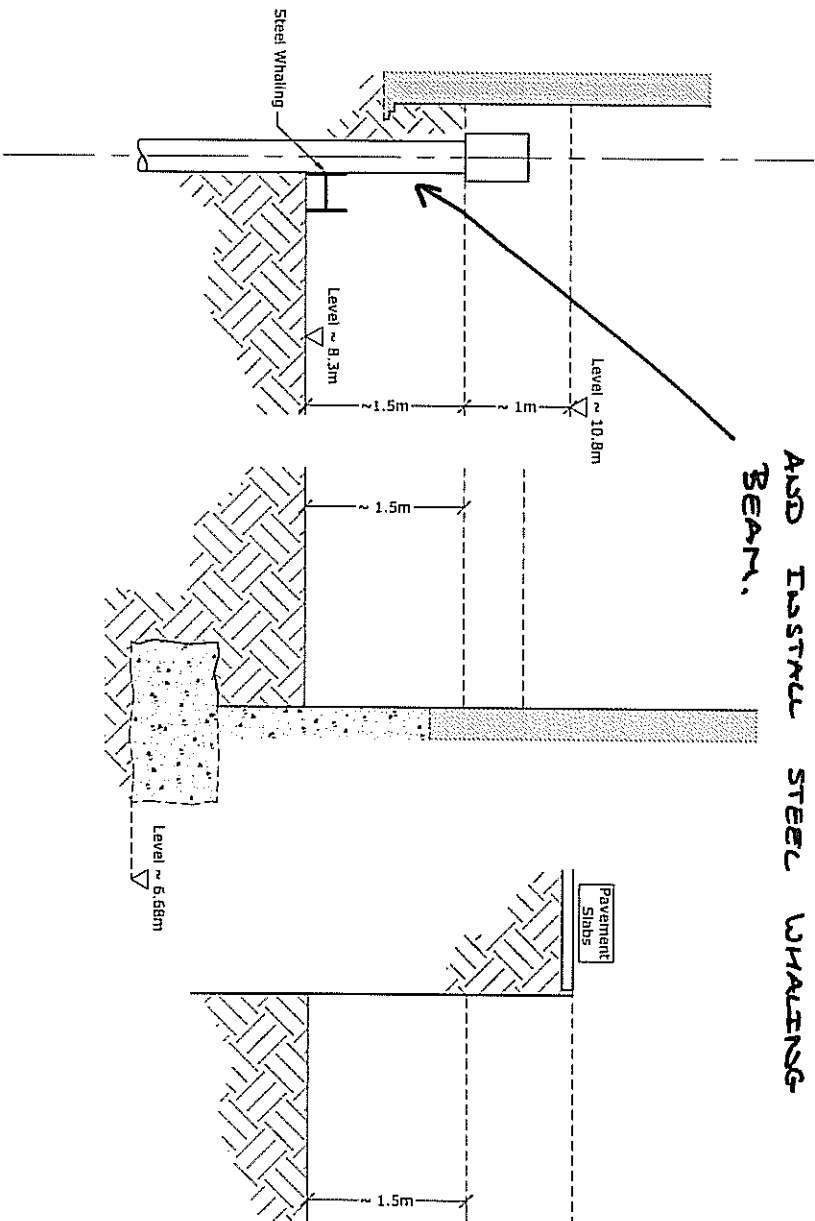 AND INSTALL STEEL WHALING
BEAM.
Steel Whaling
Level ~ 10.8m
~ 1m
~1.5m
Level ~ 8.3m
~ 1.5m
Level ~ 6.68m
Pavement
Slabs
~ 1.5m